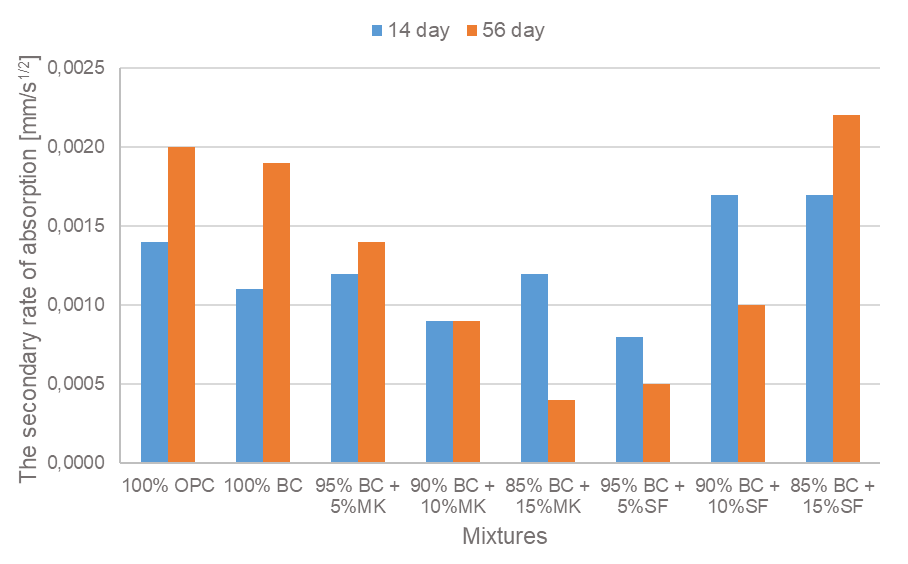 14 day 56 day
The secondary rate of absorption [mm/s1/2]
0,0025
0,0020
0,0015
0,0010
0,0005
0,0000
100% OPC 100% BC 95% BC + 90% BC + 85% BC + 95% BC + 90% BC + 85% BC +
5%MK 10%MK 15%MK 5%SF 10%SF 15%SF
Mixtures